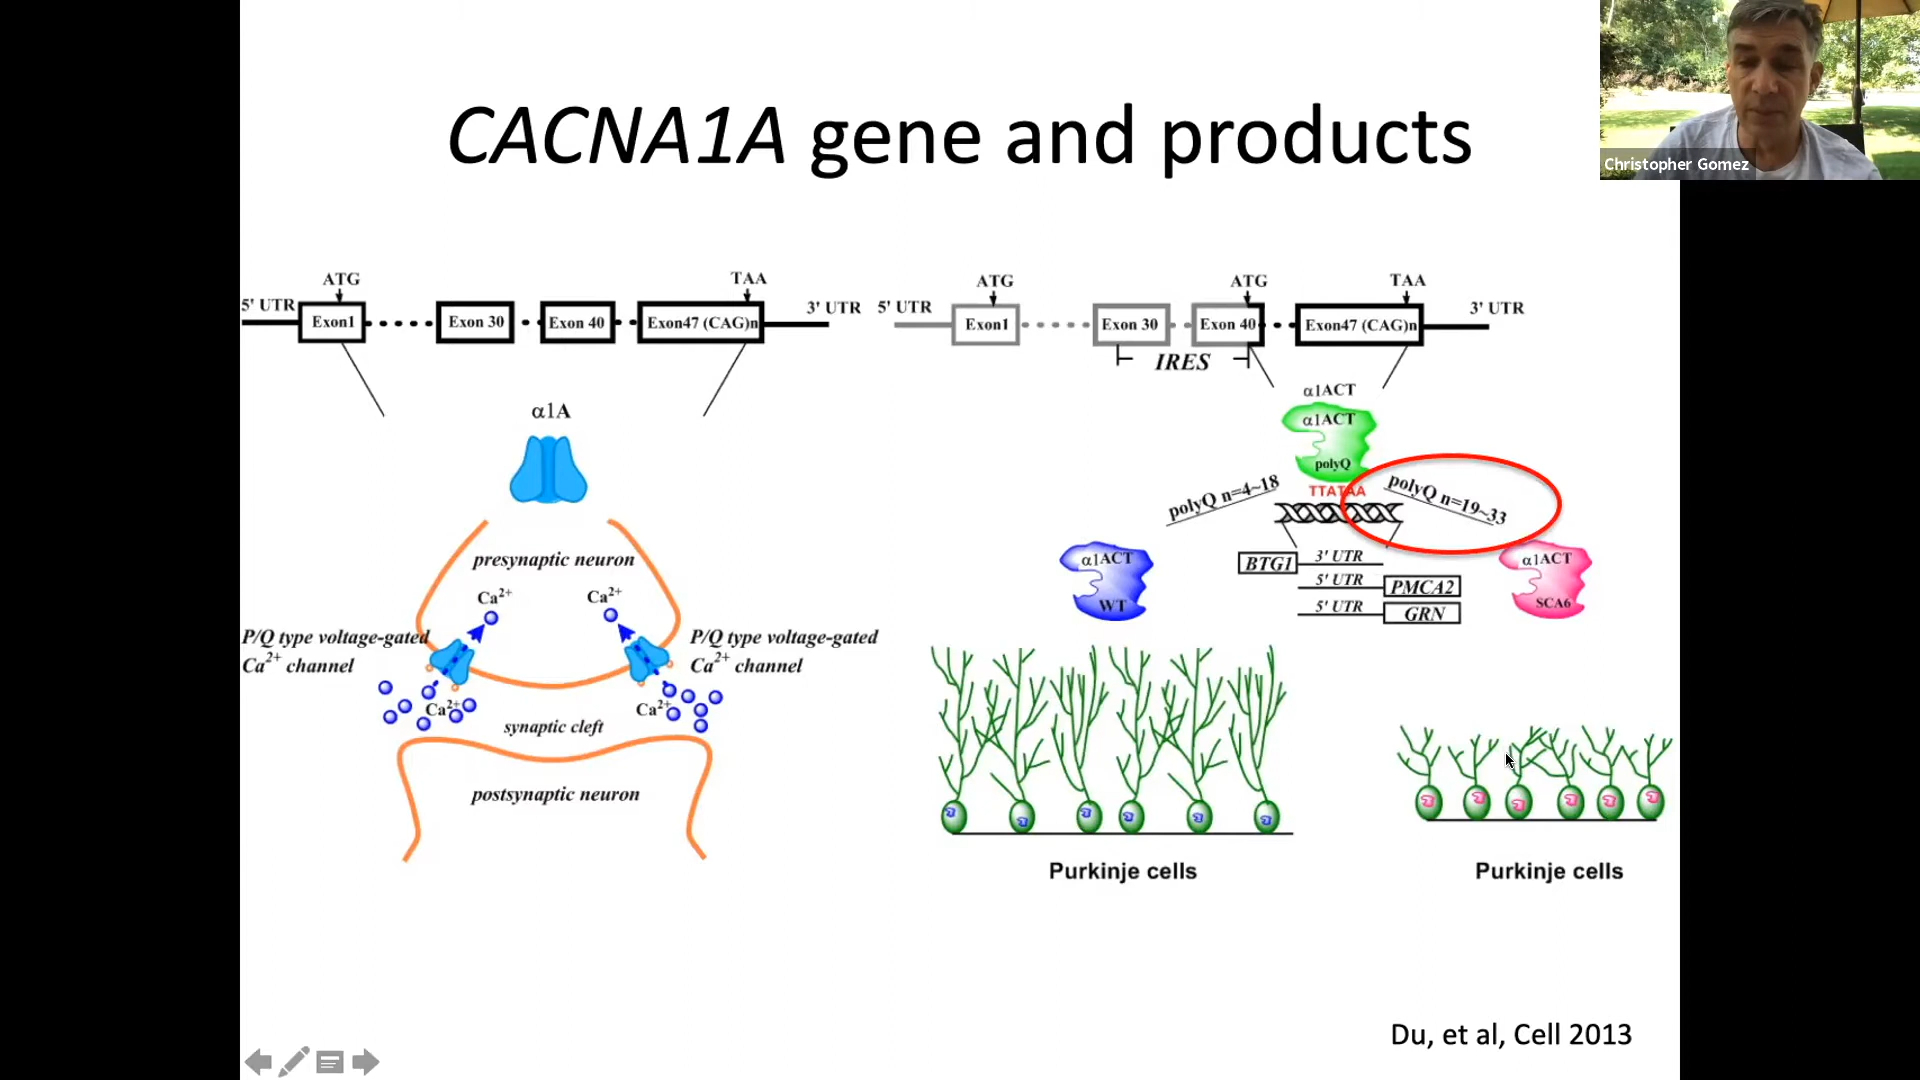 CACNA1A gene and products
Christopher Gomez
ATG
TAA
5' UTR
Exon1
Exon 30
Exon 40
Exon47 (CAG)n
3' UTR
α1A
presynaptic neuron
Ca2+
Ca2+
P/Q type voltage-gated
Ca2+ channel
P/Q type voltage-gated
Ca2+ channel
Ca2+
Ca2+
synaptic cleft
postsynaptic neuron
ATG
ATG
TAA
5' UTR
Exon1
Exon 30
Exon 40
Exon47 (CAG)n
3' UTR
IRES
α1ACT
α1ACT
polyQ
polyQ n=4~18
TTATAA
polyQ n=19~33
α1ACT
WT
BTG1
3' UTR
5' UTR
PMCA2
5' UTR
GRN
α1ACT
SCA6
Purkinje cells
Purkinje cells
Du, et al, Cell 2013